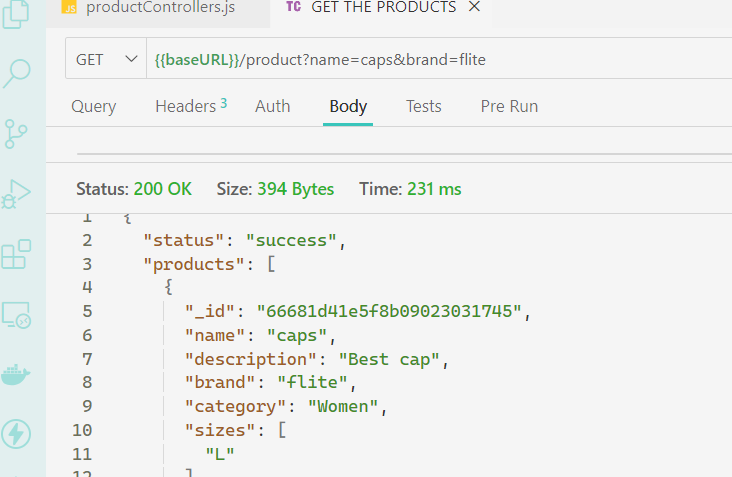 JS productControllers.js TC GET THE PRODUCTS
GET {{baseURL}}/product?name=caps&brand=flite
Query Headers 3 Auth Body Tests Pre Run
Status: 200 OK Size: 394 Bytes Time: 231 ms
1 {
2 "status": "success",
3 "products": [
4 {
5 "_id": "66681d41e5f8b09023031745",
6 "name": "caps",
7 "description": "Best cap",
8 "brand": "flite",
9 "category": "Women",
10 "sizes": [
11 "L"
12 ]